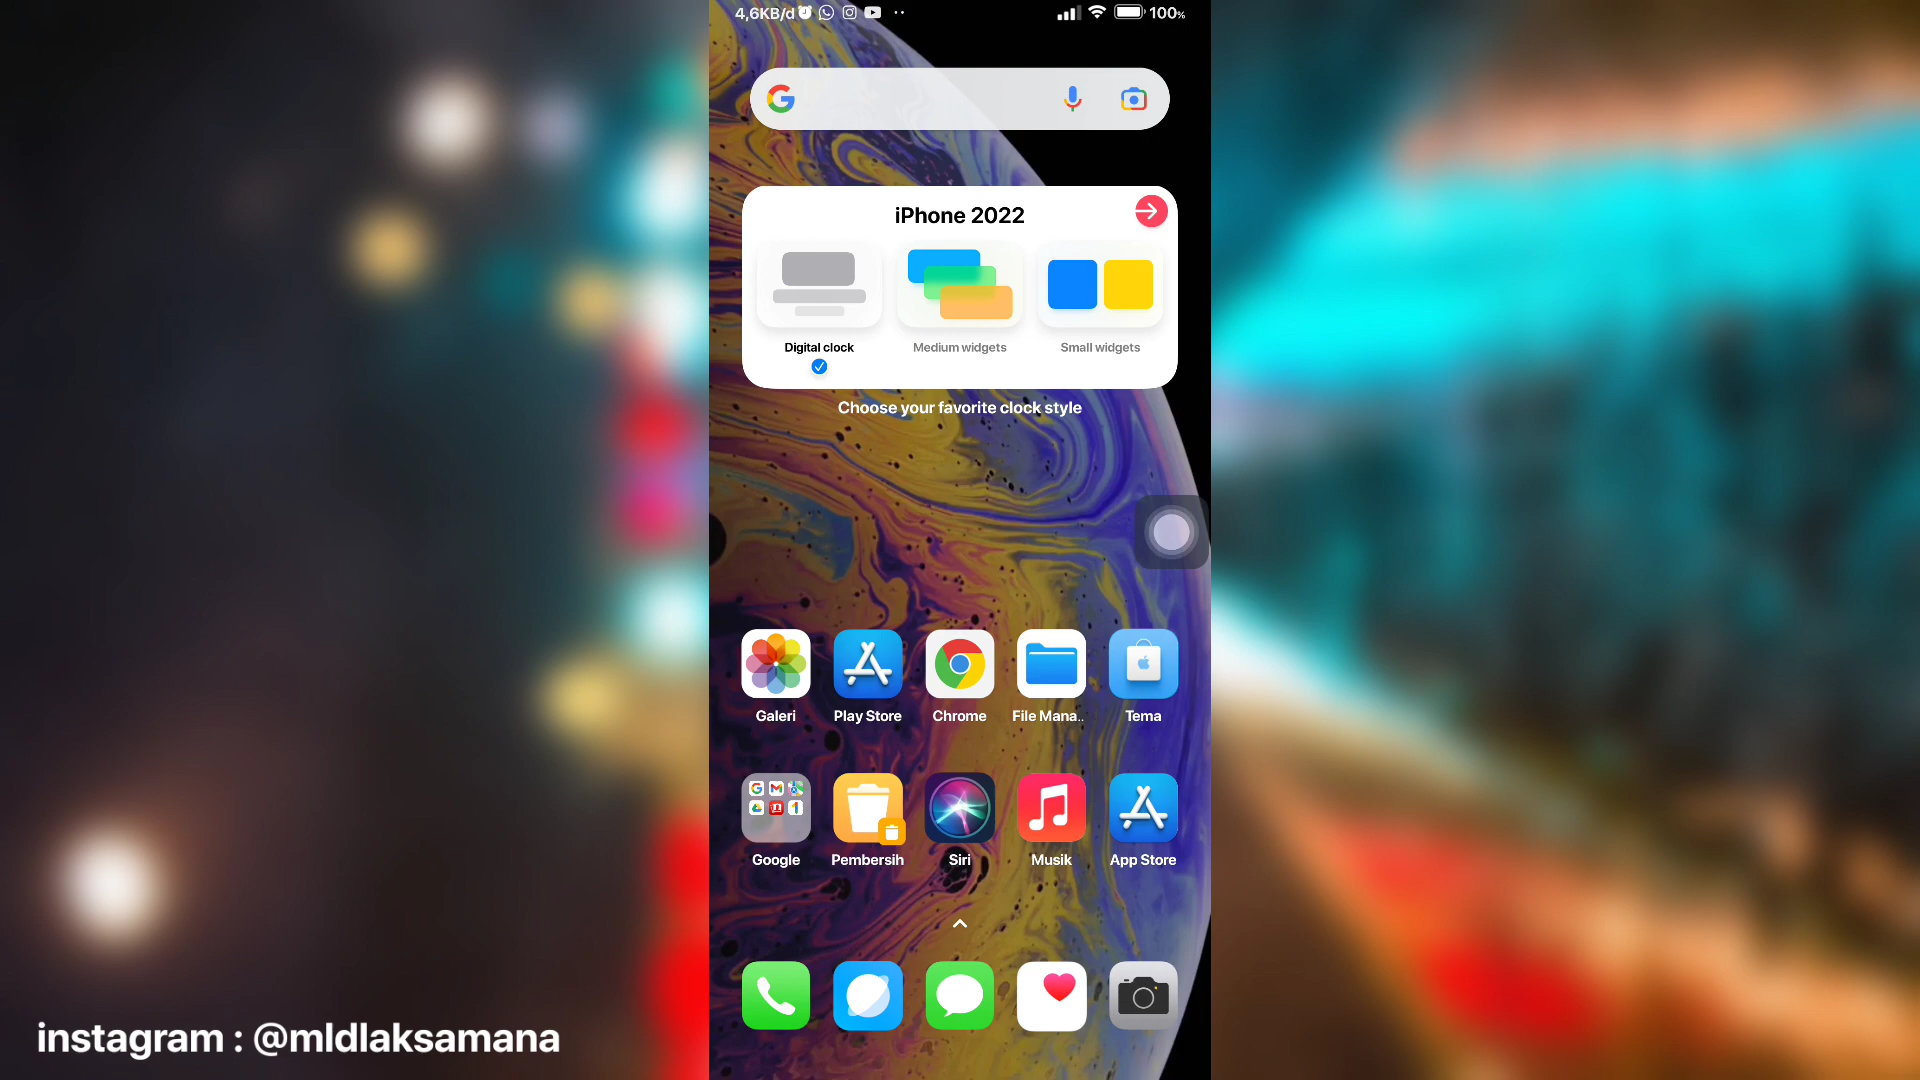 4,6KB/d
100%
iPhone 2022
Digital clock
Medium widgets
Small widgets
Choose your favorite clock style
Galeri
Play Store
Chrome
File Mana..
Tema
Google
Pembersih
Siri
Musik
App Store
instagram : @mldlaksamana